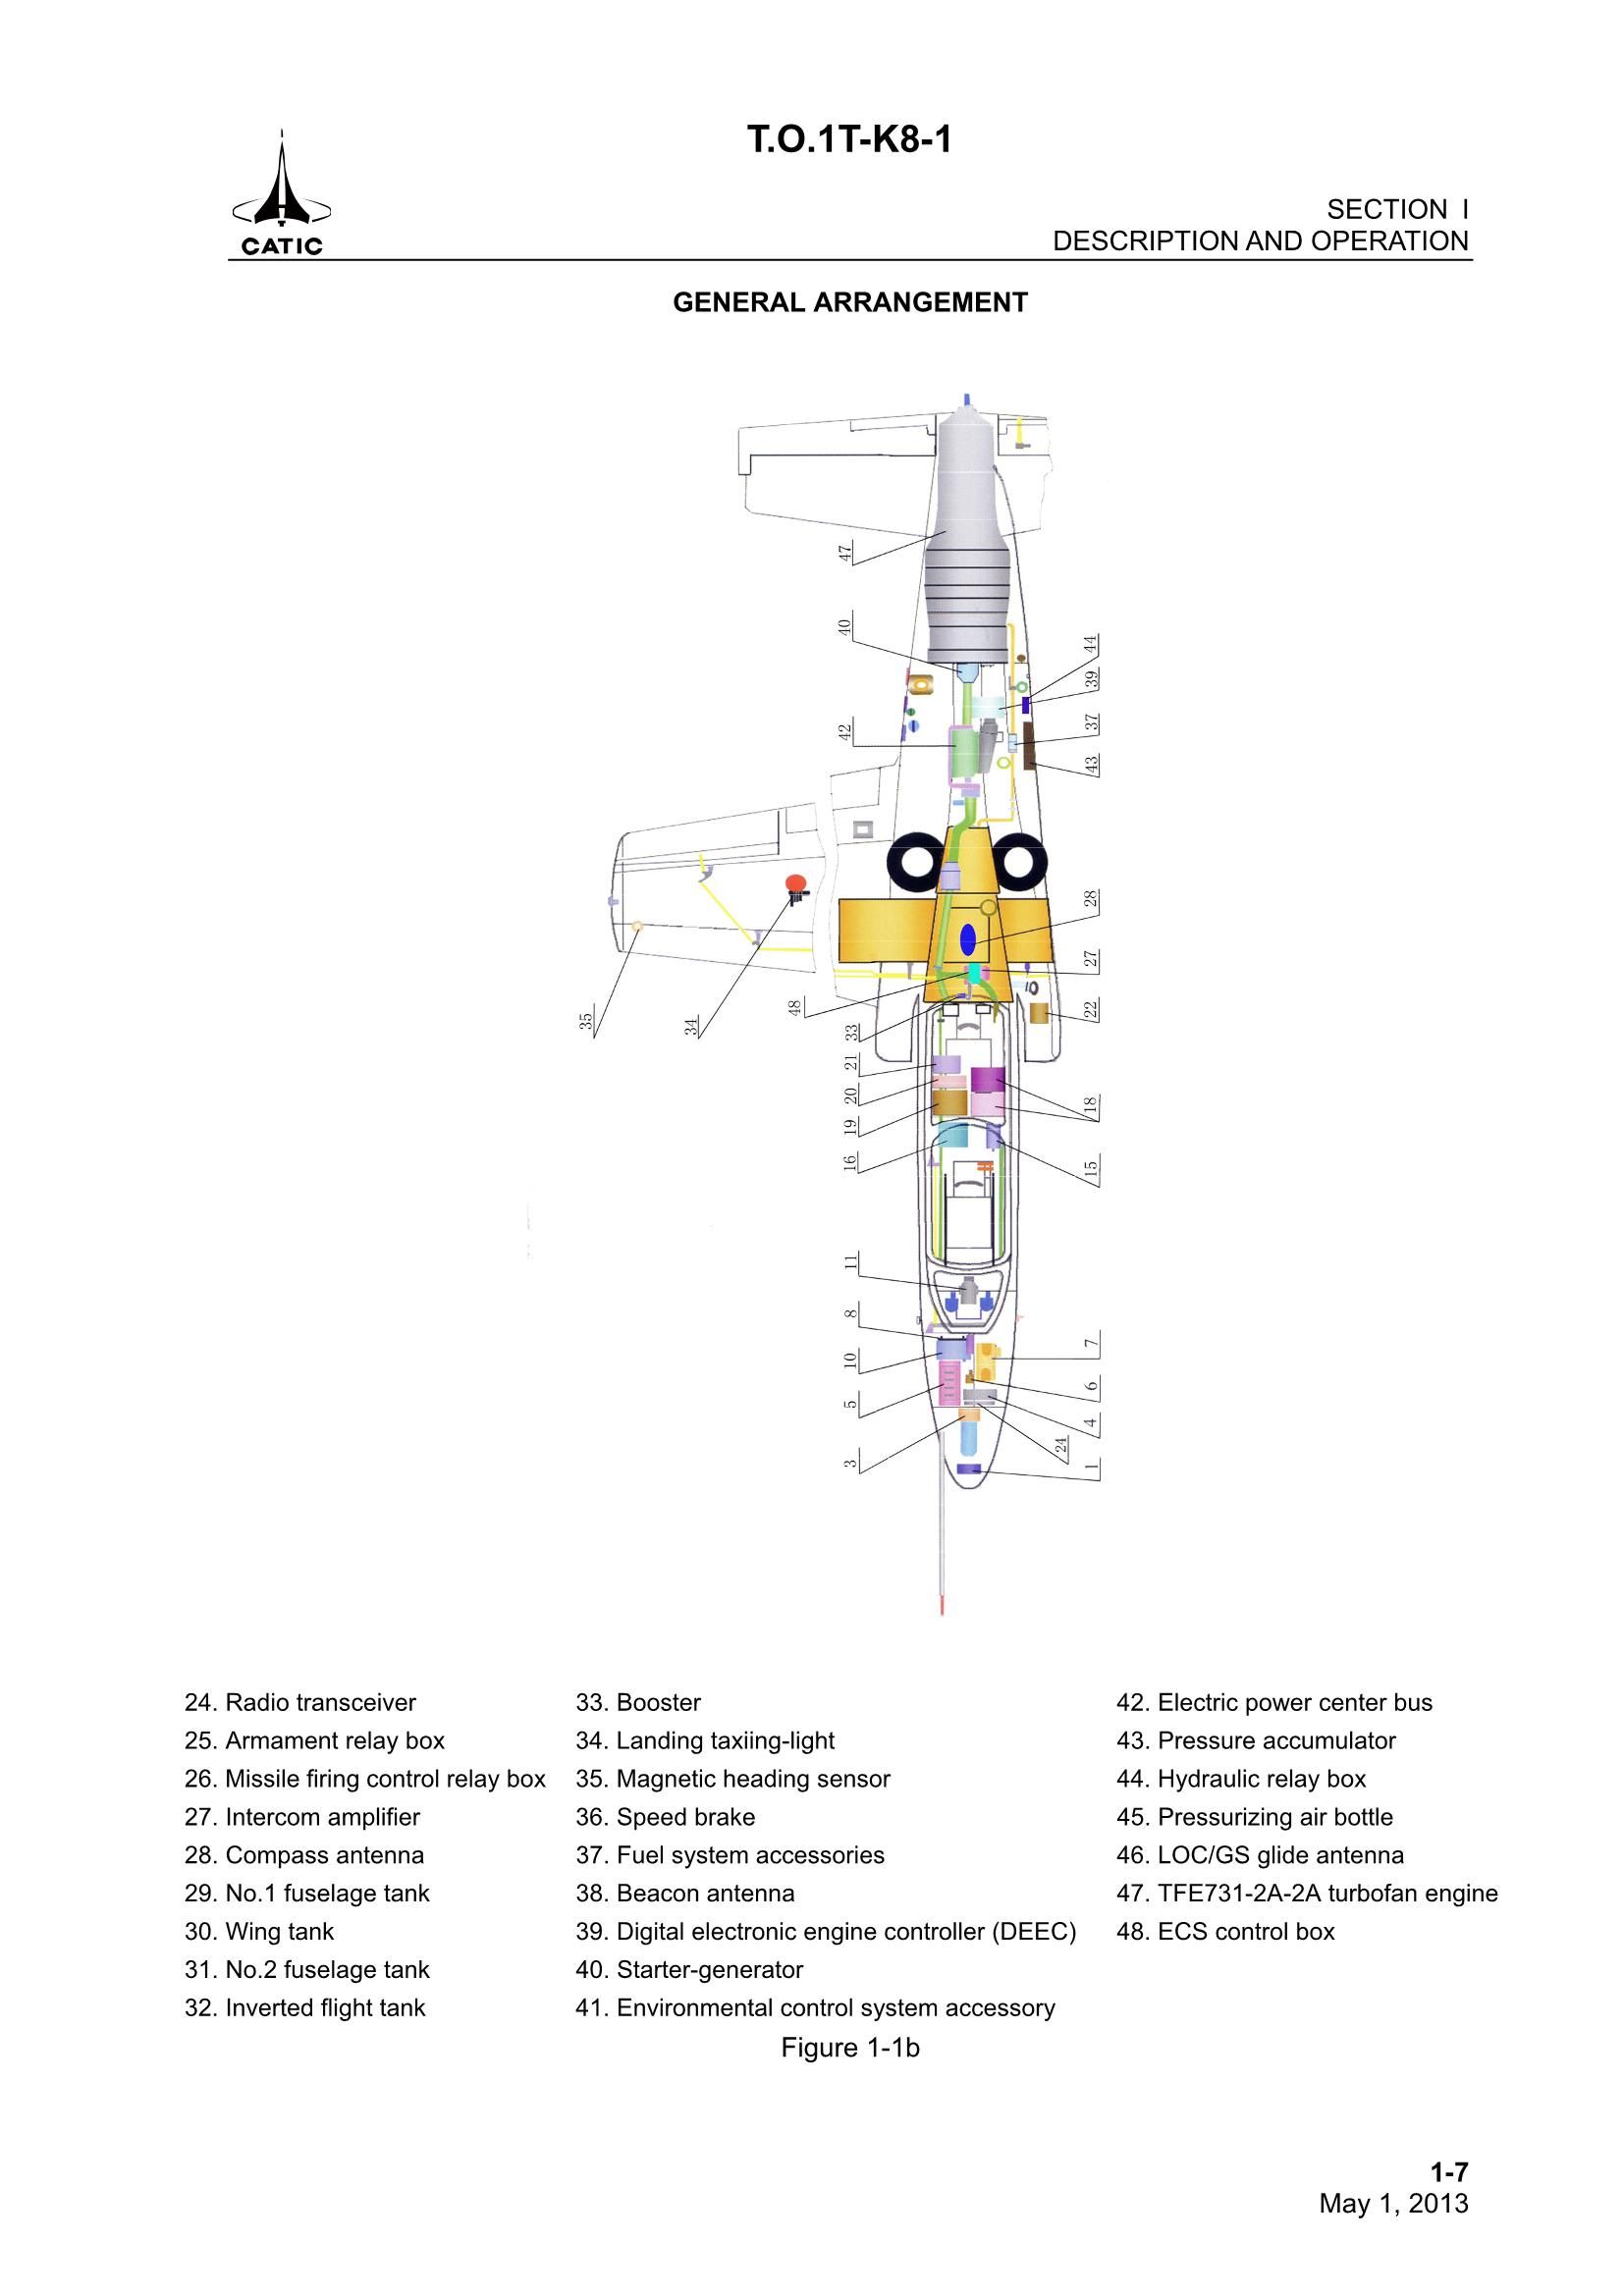 T.O.1T-K8-1
CATIC
SECTION I
DESCRIPTION AND OPERATION
GENERAL ARRANGEMENT
47
40
44
39
42
37
43
28
27
35
34
48
22
33
21
20
18
19
16
15
11
8
7
10
6
5
4
24
3
1
24. Radio transceiver
25. Armament relay box
26. Missile firing control relay box
27. Intercom amplifier
28. Compass antenna
29. No.1 fuselage tank
30. Wing tank
31. No.2 fuselage tank
32. Inverted flight tank
33. Booster
34. Landing taxiing-light
35. Magnetic heading sensor
36. Speed brake
37. Fuel system accessories
38. Beacon antenna
39. Digital electronic engine controller (DEEC)
40. Starter-generator
41. Environmental control system accessory
42. Electric power center bus
43. Pressure accumulator
44. Hydraulic relay box
45. Pressurizing air bottle
46. LOC/GS glide antenna
47. TFE731-2A-2A turbofan engine
48. ECS control box
Figure 1-1b
1-7
May 1, 2013